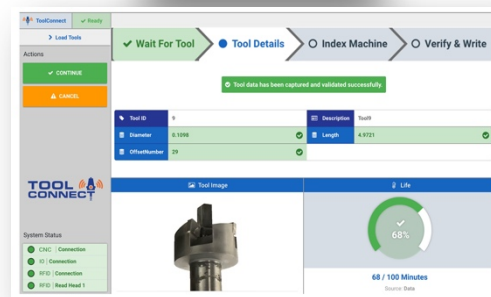 ToolConnect ✔ Ready
> Load Tools
Actions
✔ CONTINUE
CANCEL
✔ Wait For Tool
Tool Details
Index Machine
Verify & Write
Tool data has been captured and validated successfully.
Tool ID 9
Description Tool9
Diameter 0.1098
Length 4.9721
OffsetNumber 29
TOOL CONNECT
Tool Image
Life
68%
68 / 100 Minutes
Source: Data
System Status
CNC | Connection
IO | Connection
RFID | Connection
RFID | Read Head 1